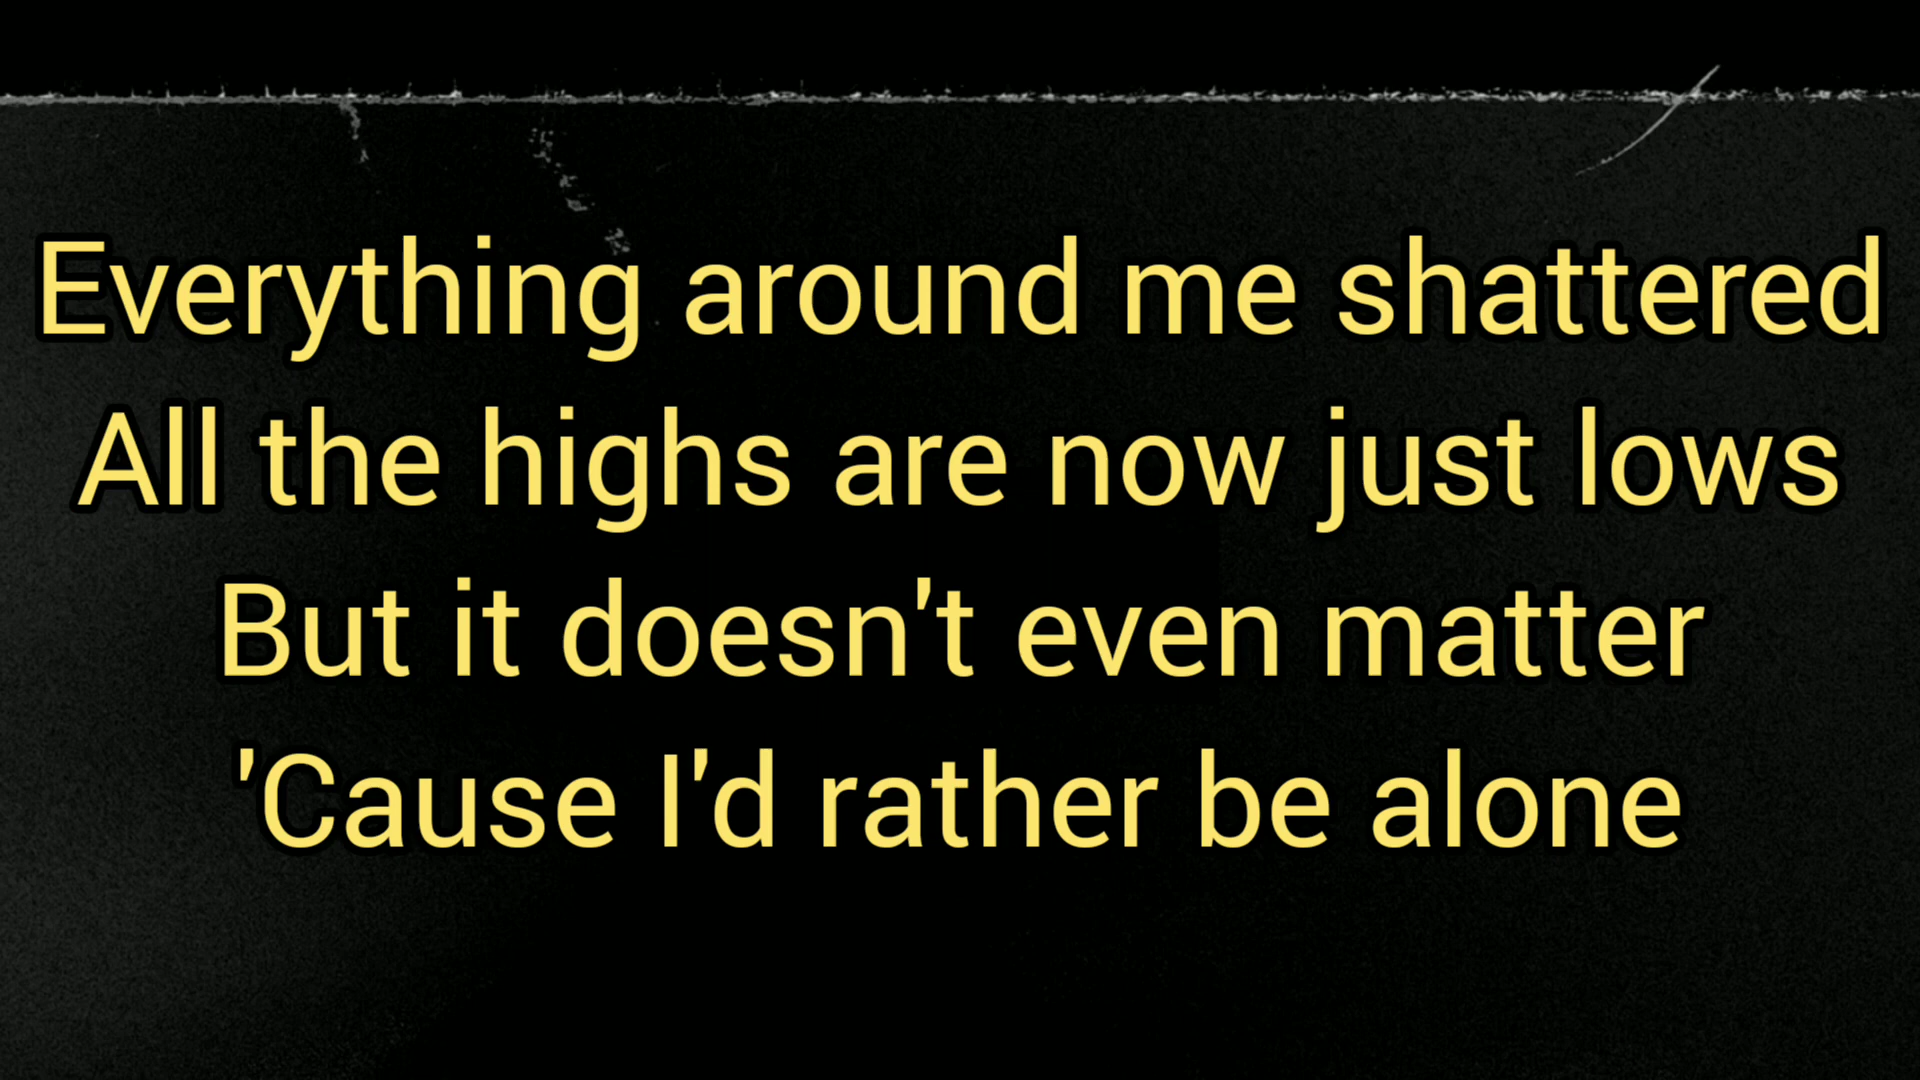 Everything around me shattered
All the highs are now just lows
But it doesn't even matter
'Cause I'd rather be alone